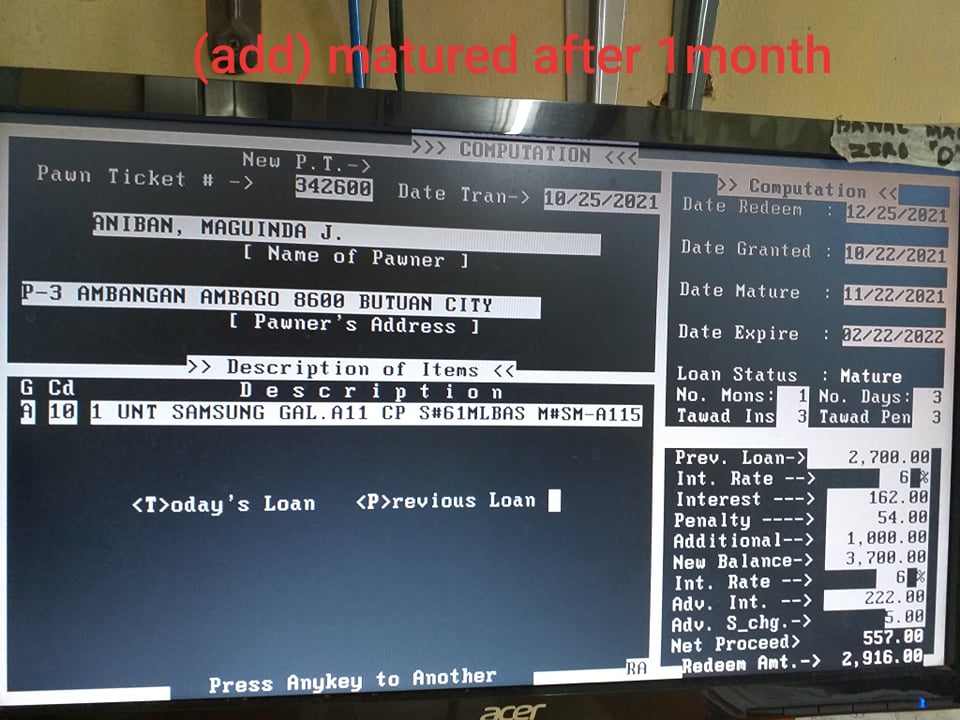 (add) matured after 1month
>>> COMPUTATION <<<
New P.T.->
Pawn Ticket # -> 342600 Date Tran-> 10/25/2021
ANIBAN, MAGUINDA J.
[ Name of Pawner ]
P-3 AMBANGAN AMBAGO 8600 BUTUAN CITY
[ Pawner's Address ]
>> Description of Items <<
G Cd Description
A 10 1 UNT SAMSUNG GAL.A11 CP S#61MLBAS M#SM-A115
<T>oday's Loan <P>revious Loan
Press Anykey to Another
RA
ZERO "O"
>> Computation <<
Date Redeem : 12/25/2021
Date Granted : 10/22/2021
Date Mature : 11/22/2021
Date Expire : 02/22/2022
Loan Status : Mature
No. Mons: 1 No. Days: 3
Tawad Ins 3 Tawad Pen 3
Prev. Loan-> 2,700.00
Int. Rate --> 6 %
Interest ---> 162.00
Penalty ----> 54.00
Additional--> 1,000.00
New Balance-> 3,700.00
Int. Rate --> 6 %
Adv. Int. --> 222.00
Adv. S_chg.-> 5.00
Net Proceed> 557.00
Redeem Amt.-> 2,916.00
acer